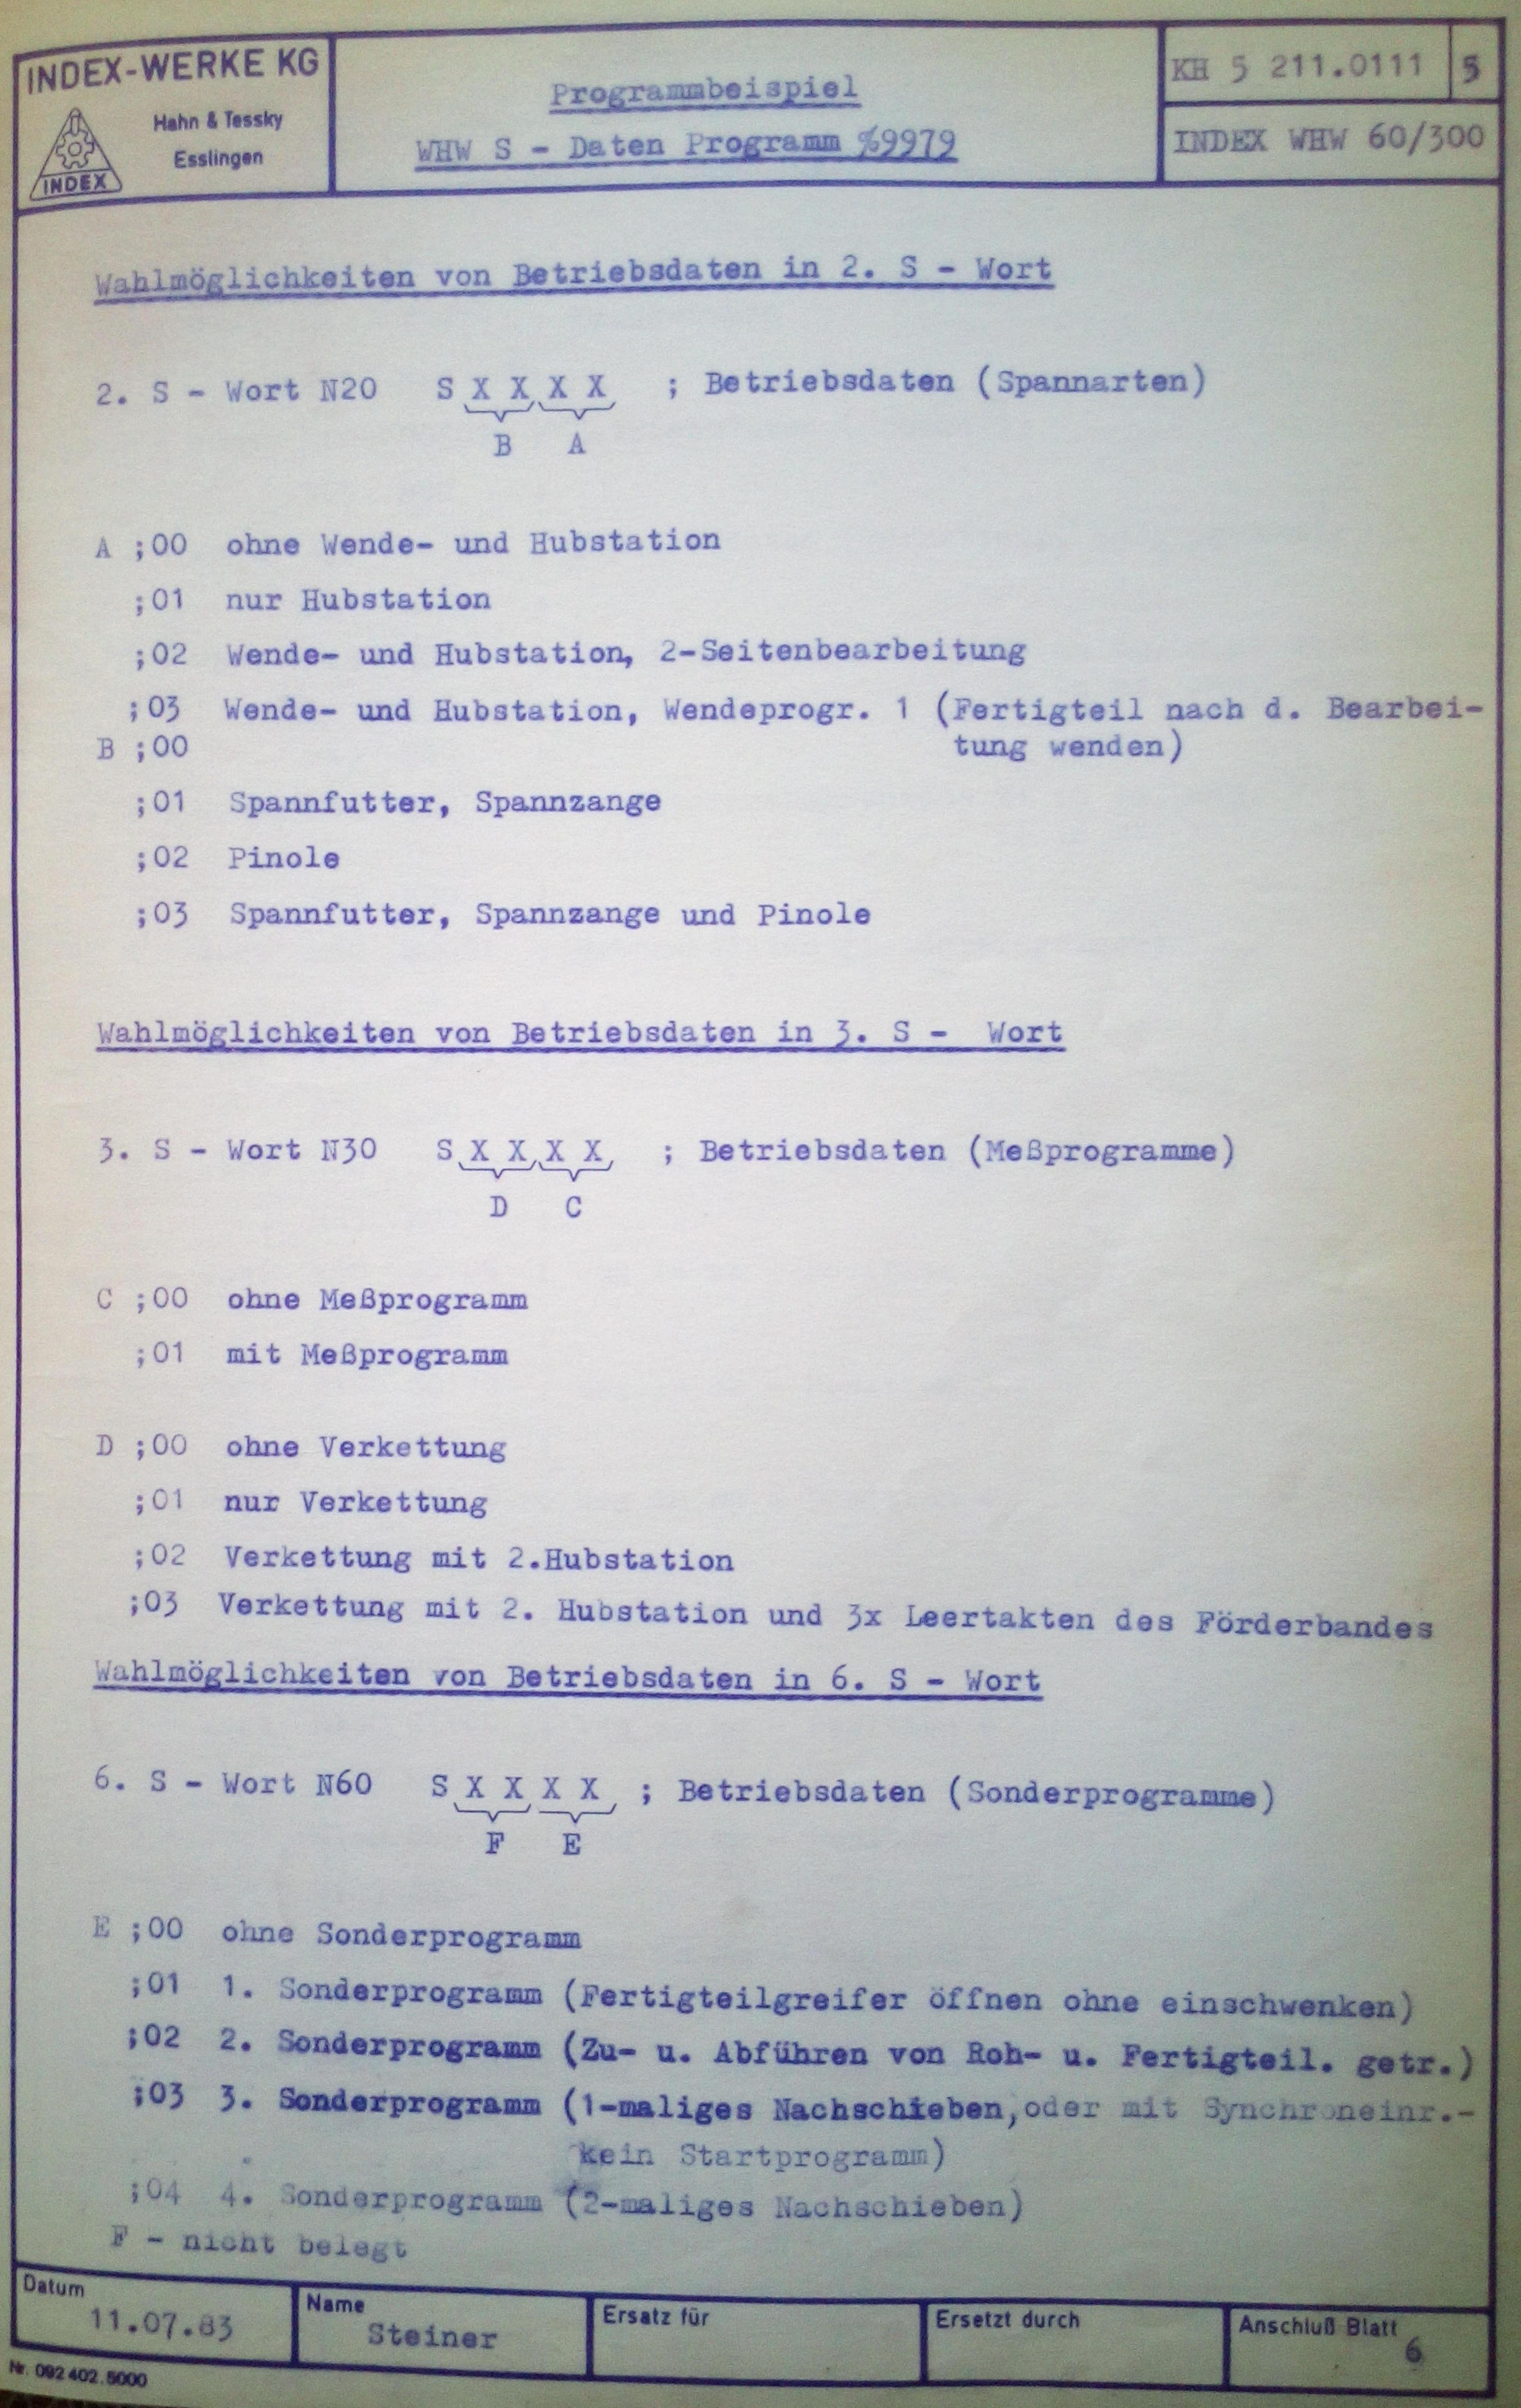 INDEX-WERKE KG
Hahn & Tessky
Esslingen
INDEX
Programmbeispiel
WHW S - Daten Programm %9979
KH 5 211.0111 5
INDEX WHW 60/300
Wahlmöglichkeiten von Betriebsdaten in 2. S - Wort
2. S - Wort N20 S X X X X ; Betriebsdaten (Spannarten)
B A
A ;00 ohne Wende- und Hubstation
;01 nur Hubstation
;02 Wende- und Hubstation, 2-Seitenbearbeitung
;03 Wende- und Hubstation, Wendeprogr. 1 (Fertigteil nach d. Bearbei-
B ;00 tung wenden)
;01 Spannfutter, Spannzange
;02 Pinole
;03 Spannfutter, Spannzange und Pinole
Wahlmöglichkeiten von Betriebsdaten in 3. S - Wort
3. S - Wort N30 S X X X X ; Betriebsdaten (Meßprogramme)
D C
C ;00 ohne Meßprogramm
;01 mit Meßprogramm
D ;00 ohne Verkettung
;01 nur Verkettung
;02 Verkettung mit 2.Hubstation
;03 Verkettung mit 2. Hubstation und 3x Leertakten des Förderbandes
Wahlmöglichkeiten von Betriebsdaten in 6. S - Wort
6. S - Wort N60 S X X X X ; Betriebsdaten (Sonderprogramme)
F E
E ;00 ohne Sonderprogramm
;01 1. Sonderprogramm (Fertigteilgreifer öffnen ohne einschwenken)
;02 2. Sonderprogramm (Zu- u. Abführen von Roh- u. Fertigteil. getr.)
;03 3. Sonderprogramm (1-maliges Nachschieben,oder mit Synchroneinr.-
kein Startprogramm)
;04 4. Sonderprogramm (2-maliges Nachschieben)
F - nicht belegt
Datum
11.07.83
Name
Steiner
Ersatz für
Ersetzt durch
Anschluß Blatt
6
Nr. 092 402.5000